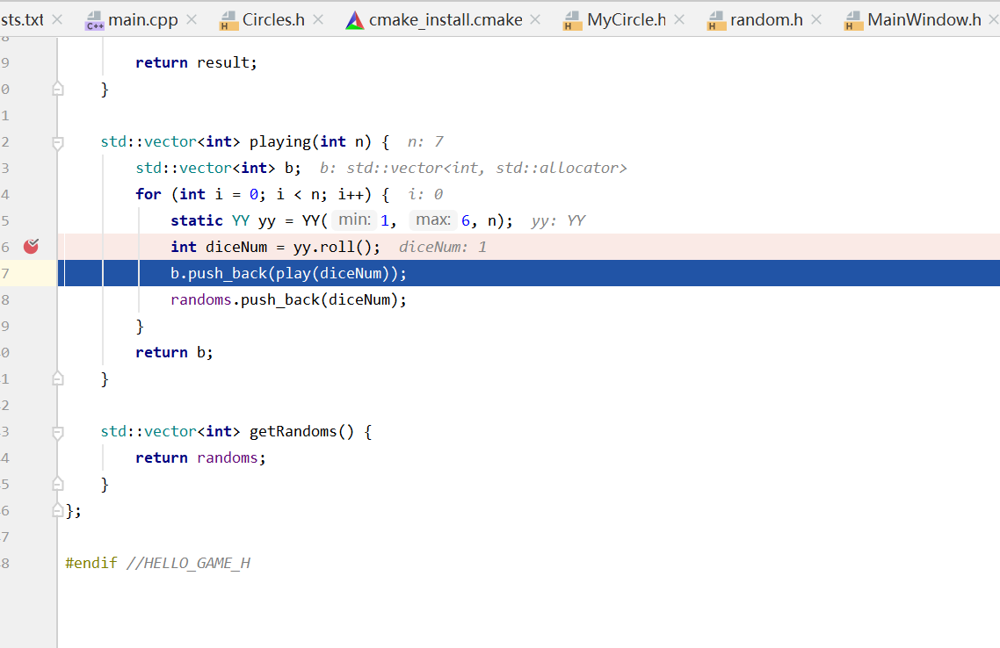 sts.txt main.cpp Circles.h cmake_install.cmake MyCircle.h random.h MainWindow.h
9 return result;
0 }
1
2 std::vector<int> playing(int n) { n: 7
3 std::vector<int> b; b: std::vector<int, std::allocator>
4 for (int i = 0; i < n; i++) { i: 0
5 static YY yy = YY( min: 1, max: 6, n); yy: YY
6 int diceNum = yy.roll(); diceNum: 1
7 b.push_back(play(diceNum));
8 randoms.push_back(diceNum);
9 }
0 return b;
1 }
2
3 std::vector<int> getRandoms() {
4 return randoms;
5 }
6 };
7
8 #endif //HELLO_GAME_H